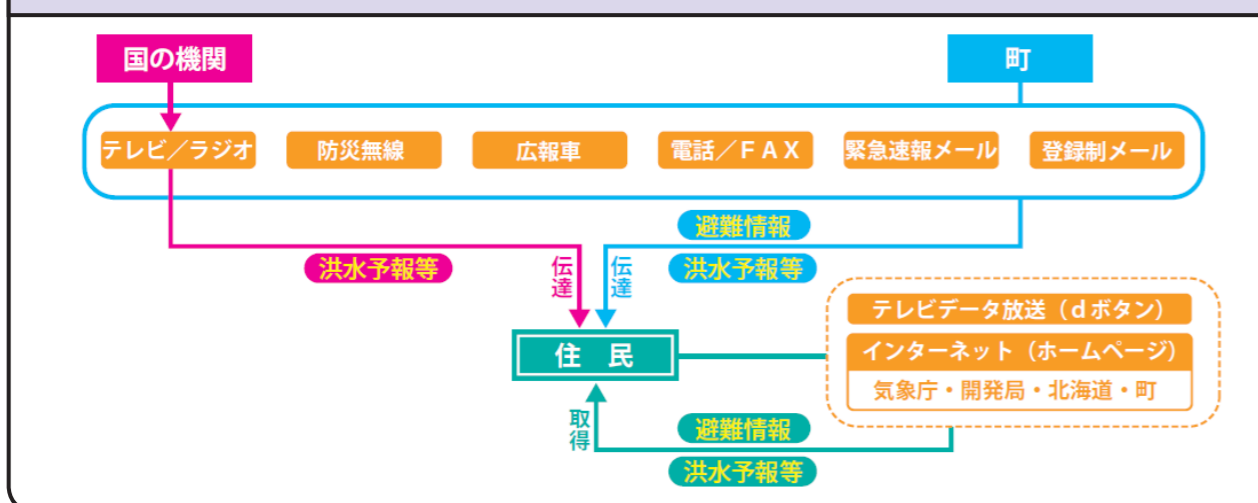 国の機関
町
テレビ／ラジオ
防災無線
広報車
電話／ＦＡＸ
緊急速報メール
登録制メール
避難情報
洪水予報等
伝達
伝達
洪水予報等
テレビデータ放送（ｄボタン）
インターネット（ホームページ）
気象庁・開発局・北海道・町
住　民
取得
避難情報
洪水予報等